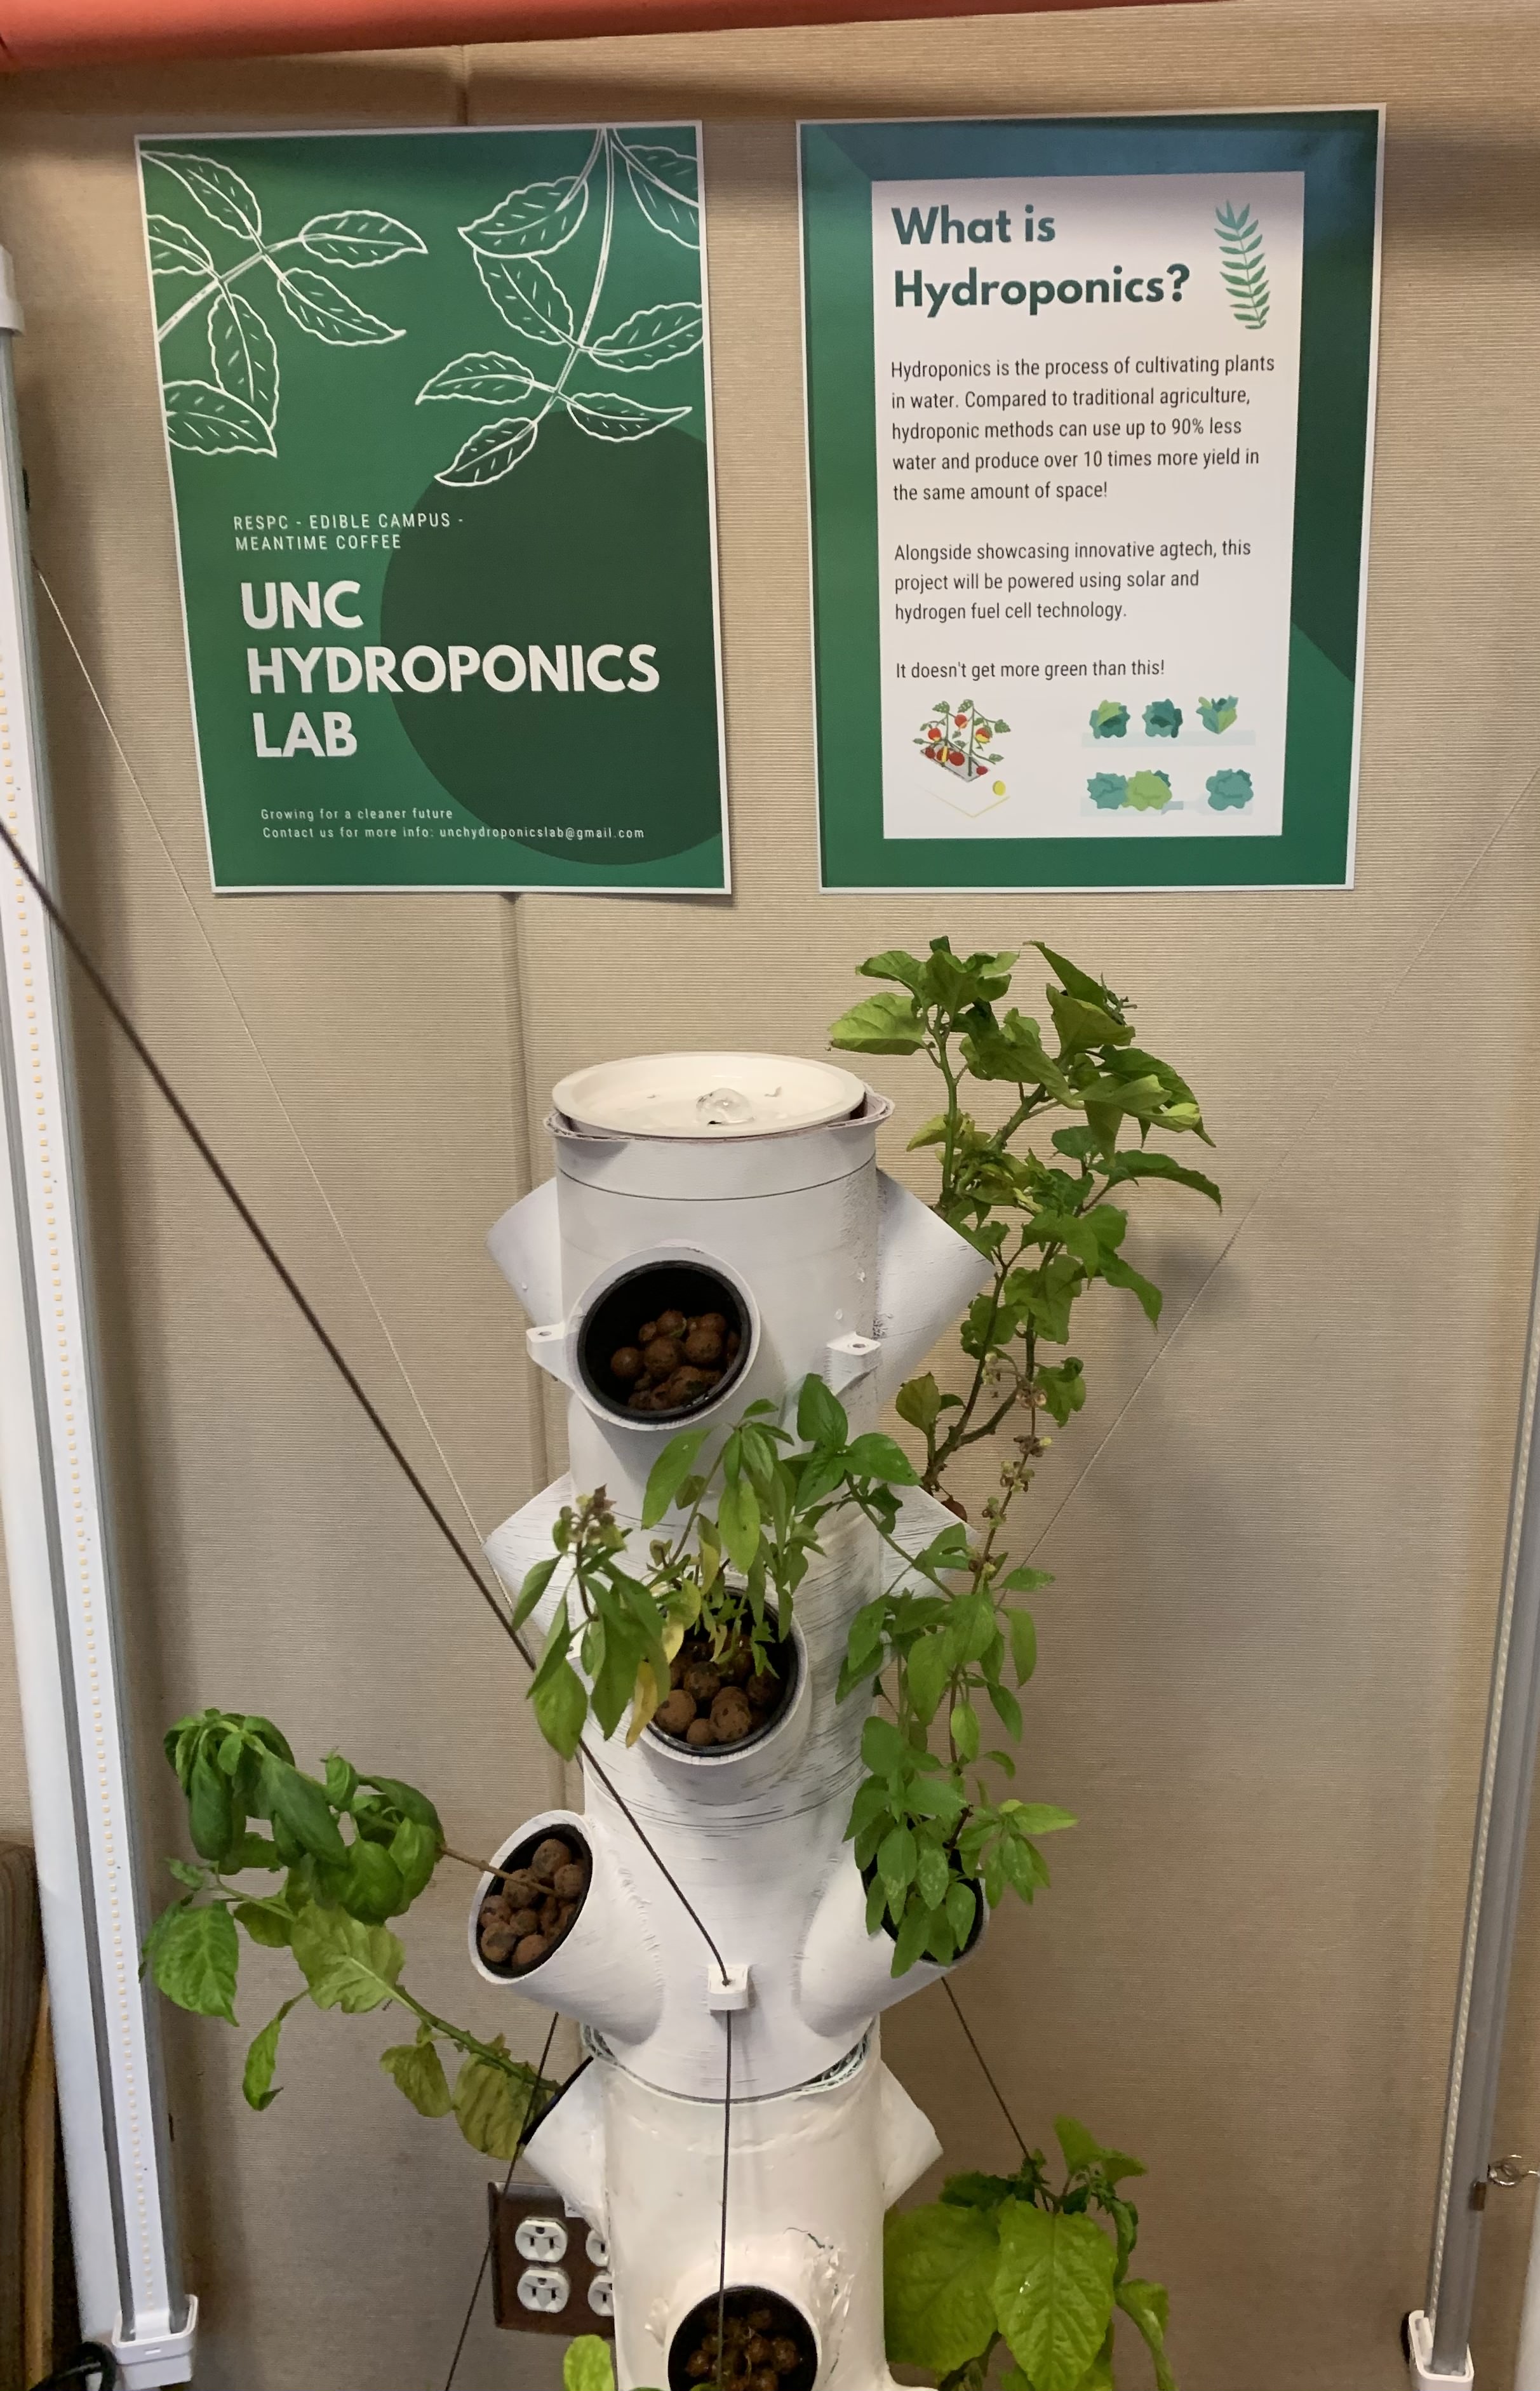 RESPC - EDIBLE CAMPUS -
MEANTIME COFFEE
UNC
HYDROPONICS
LAB
Growing for a cleaner future
Contact us for more info: unchydroponicslab@gmail.com
What is
Hydroponics?
Hydroponics is the process of cultivating plants
in water. Compared to traditional agriculture,
hydroponic methods can use up to 90% less
water and produce over 10 times more yield in
the same amount of space!
Alongside showcasing innovative agtech, this
project will be powered using solar and
hydrogen fuel cell technology.
It doesn't get more green than this!